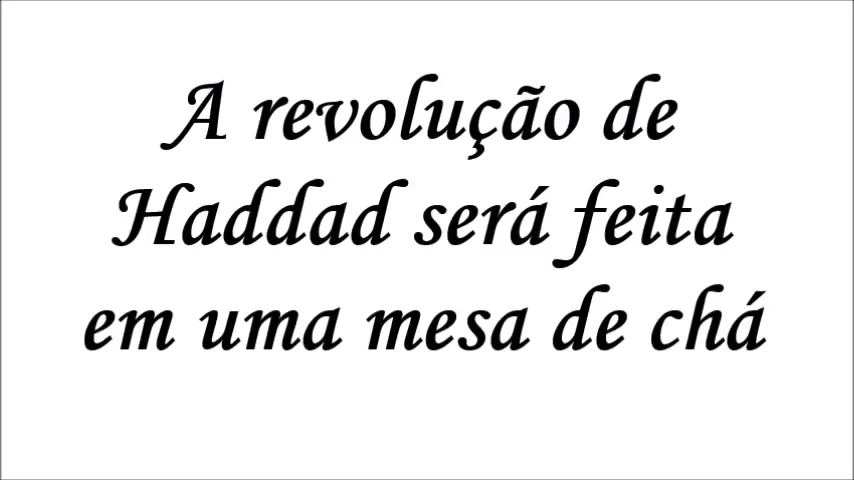 A revolução de
Haddad será feita
em uma mesa de chá